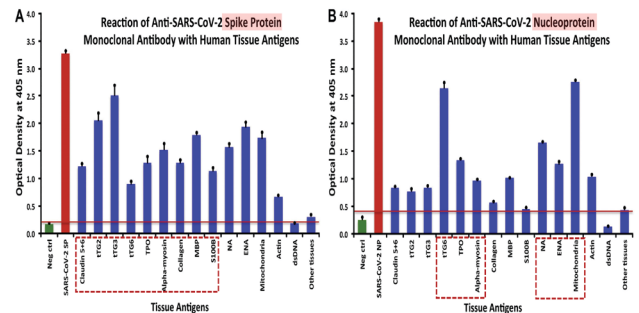 A
Reaction of Anti-SARS-CoV-2 Spike Protein
Monoclonal Antibody with Human Tissue Antigens
Optical Density at 405 nm
4.0
3.5
3.0
2.5
2.0
1.5
1.0
0.5
0.0
Neg ctrl
SARS-CoV-2 SP
Claudin 5+6
tTG2
tTG3
tTG6
TPO
Alpha-myosin
Collagen
MBP
S100B
NA
ENA
Mitochondria
Actin
dsDNA
Other tissues
Tissue Antigens
B
Reaction of Anti-SARS-CoV-2 Nucleoprotein
Monoclonal Antibody with Human Tissue Antigens
Optical Density at 405 nm
4.0
3.5
3.0
2.5
2.0
1.5
1.0
0.5
0.0
Neg ctrl
SARS-CoV-2 NP
Claudin 5+6
tTG2
tTG3
tTG6
TPO
Alpha-myosin
Collagen
MBP
S100B
NA
ENA
Mitochondria
Actin
dsDNA
Other tissues
Tissue Antigens